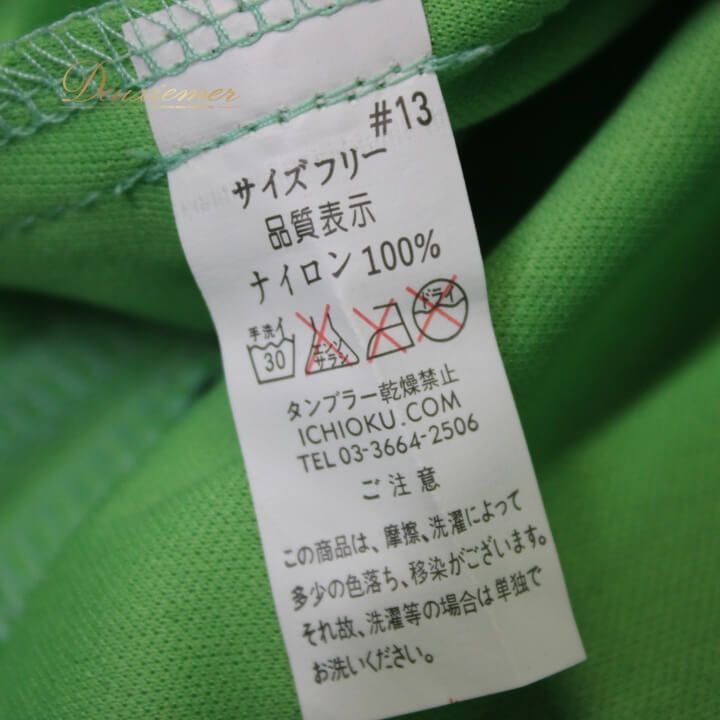 Deuxiemer
#13
サイズフリー
品質表示
ナイロン 100%
手洗イ
30
エンソ
サラシ
ドライ
タンブラー乾燥禁止
ICHIOKU.COM
TEL 03-3664-2506
ご注意
この商品は、摩擦、洗濯によって
多少の色落ち、移染がございます。
それ故、洗濯等の場合は単独で
お洗いください。